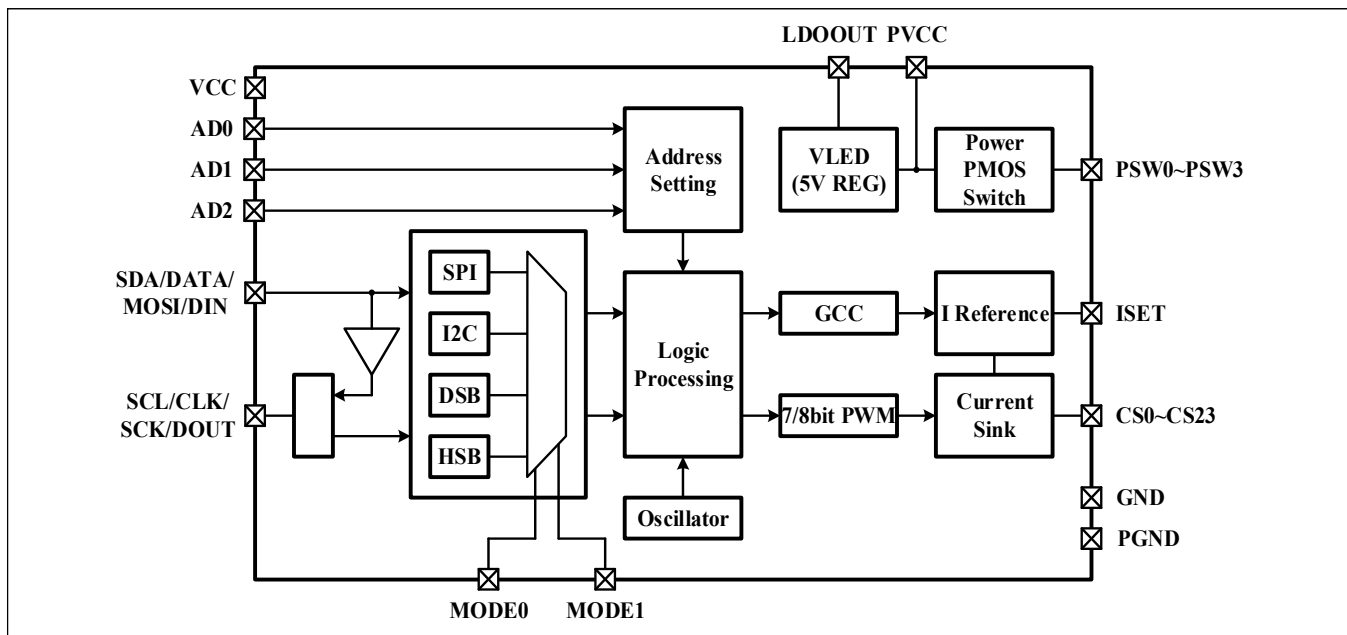 LDOOUT PVCC
VCC
AD0
AD1
AD2
Address
Setting
VLED
(5V REG)
Power
PMOS
Switch
PSW0~PSW3
SDA/DATA/
MOSI/DIN
SPI
I2C
DSB
HSB
Logic
Processing
GCC
I Reference
ISET
SCL/CLK/
SCK/DOUT
7/8bit PWM
Current
Sink
CS0~CS23
Oscillator
GND
PGND
MODE0
MODE1